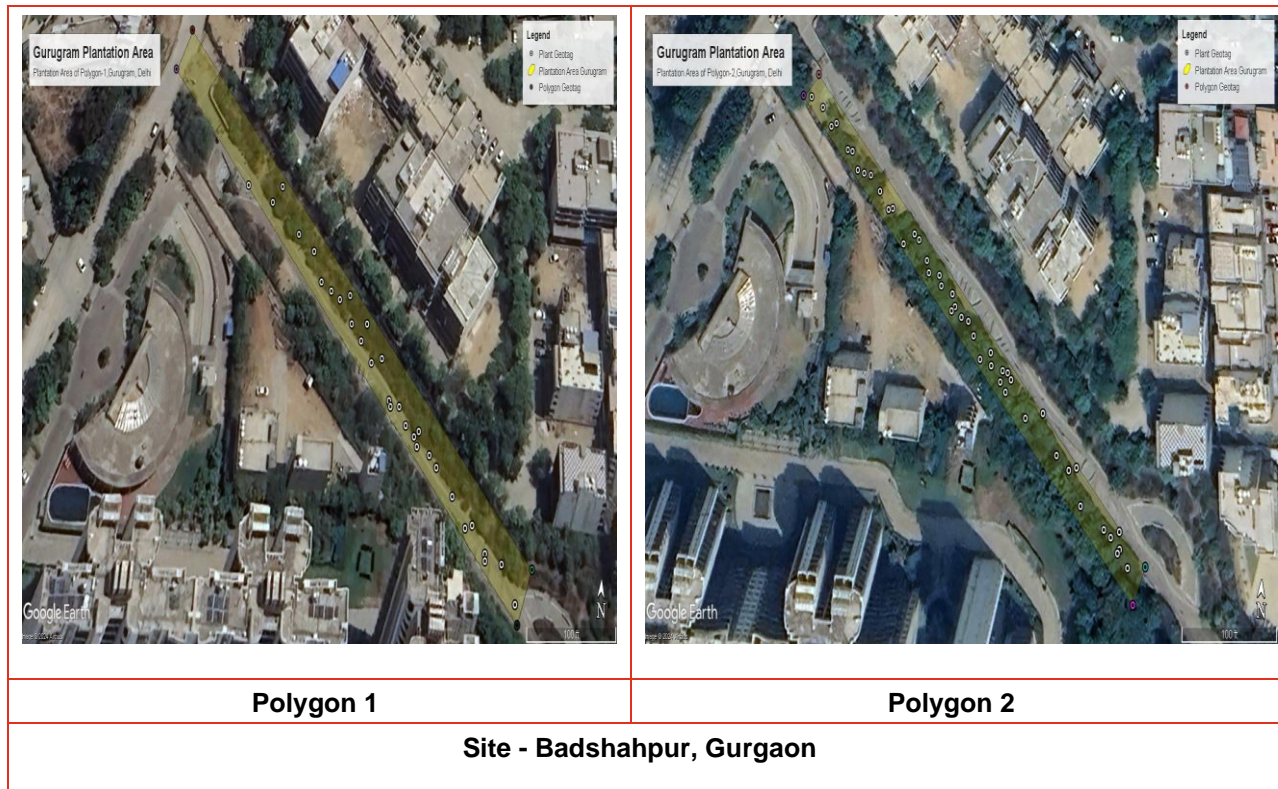 Gurugram Plantation Area
Plantation Area of Polygon-1,Gurugram, Delhi
Legend
Plant Geotag
Plantation Area Gurugram
Polygon Geotag
Google Earth
100 ft
N
Gurugram Plantation Area
Plantation Area of Polygon-2,Gurugram, Delhi
Legend
Plant Geotag
Plantation Area Gurugram
Polygon Geotag
Google Earth
100 ft
N
Polygon 1
Polygon 2
Site - Badshahpur, Gurgaon